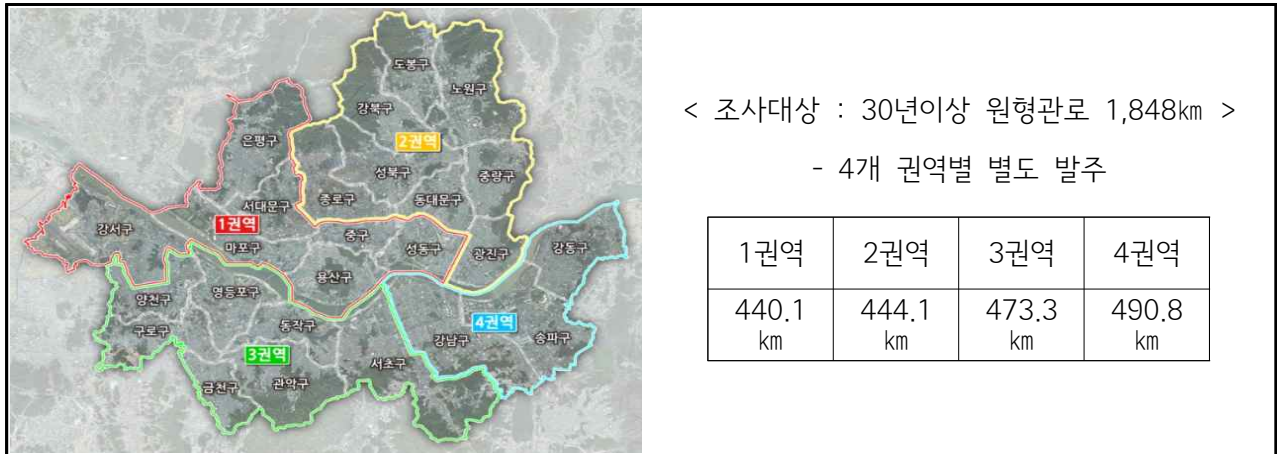 도봉구
노원구
강북구
은평구
2권역
성북구
중랑구
종로구
동대문구
서대문구
강서구
1권역
중구
성동구
강동구
마포구
광진구
용산구
양천구
영등포구
동작구
4권역
구로구
강남구
송파구
3권역
서초구
금천구
관악구
< 조사대상 : 30년이상 원형관로 1,848㎞ >
- 4개 권역별 별도 발주
1권역 2권역 3권역 4권역
440.1 444.1 473.3 490.8
㎞ ㎞ ㎞ ㎞